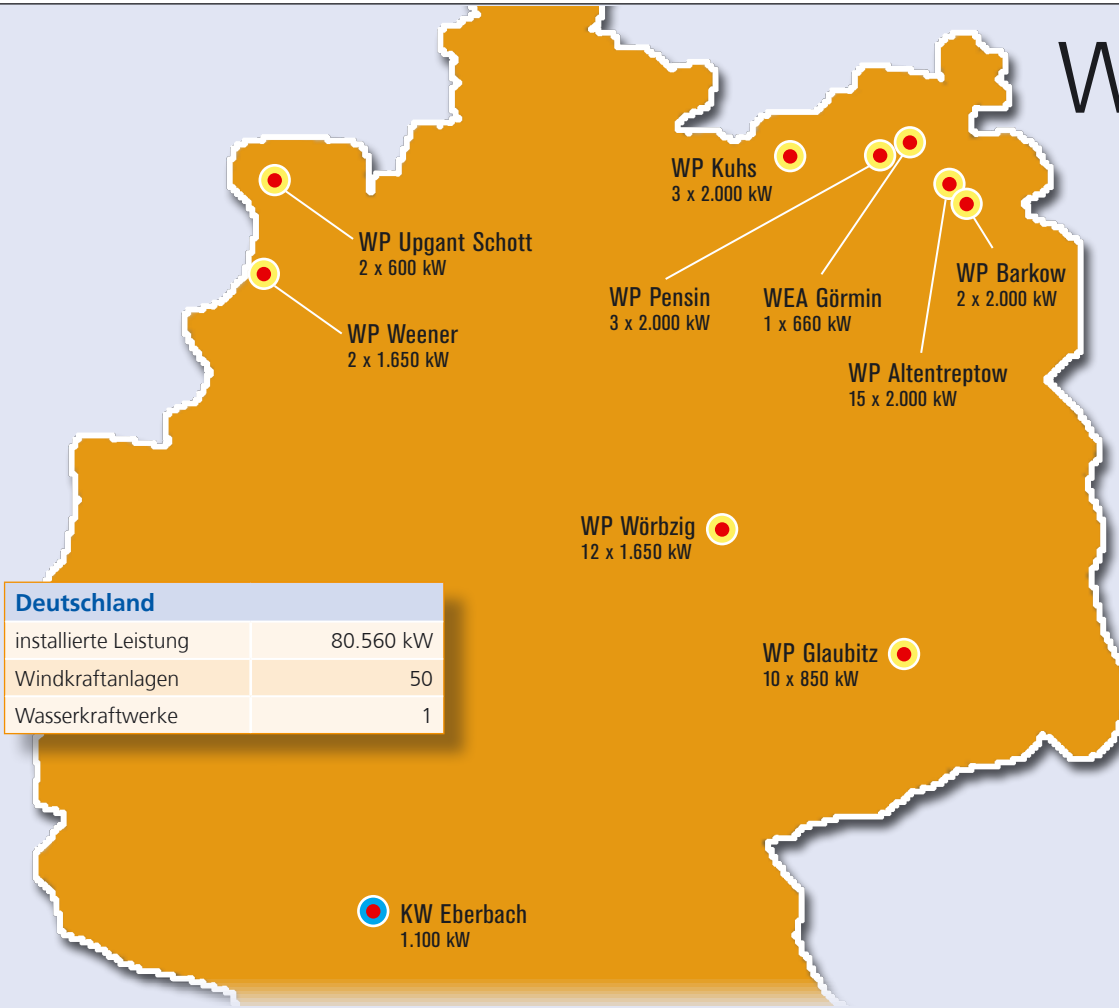 W
WP Kuhs
3 x 2.000 kW
WP Upgant Schott
2 x 600 kW
WP Pensin
3 x 2.000 kW
WEA Görmin
1 x 660 kW
WP Barkow
2 x 2.000 kW
WP Weener
2 x 1.650 kW
WP Altentreptow
15 x 2.000 kW
WP Wörbzig
12 x 1.650 kW
Deutschland
installierte Leistung 80.560 kW
Windkraftanlagen 50
Wasserkraftwerke 1
WP Glaubitz
10 x 850 kW
KW Eberbach
1.100 kW